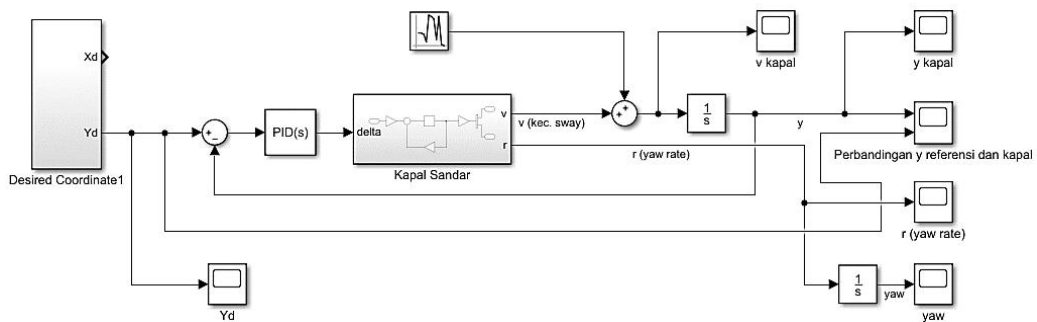 Xd
Yd
Desired Coordinate1
+
−
PID(s)
delta
v
r
Kapal Sandar
v (kec. sway)
r (yaw rate)
+
+
1
s
y
v kapal
y kapal
Perbandingan y referensi dan kapal
r (yaw rate)
1
s
yaw
yaw
Yd